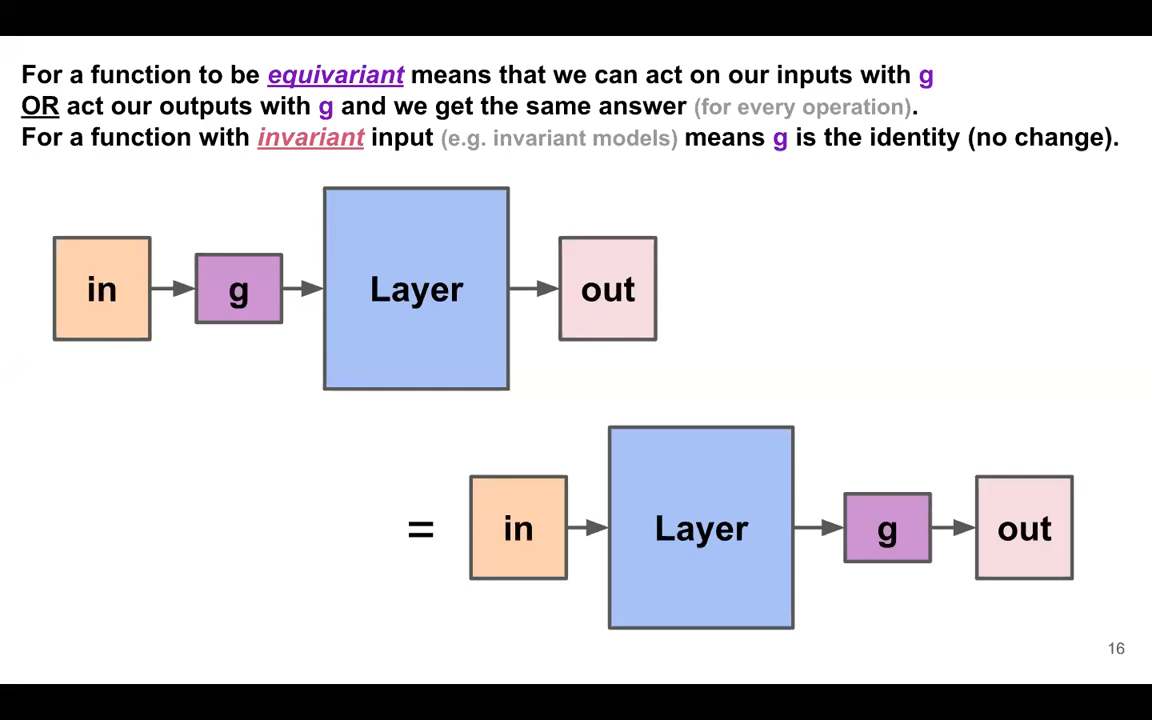 For a function to be equivariant means that we can act on our inputs with g
OR act our outputs with g and we get the same answer (for every operation).
For a function with invariant input (e.g. invariant models) means g is the identity (no change).
in
g
Layer
out
=
in
Layer
g
out
16